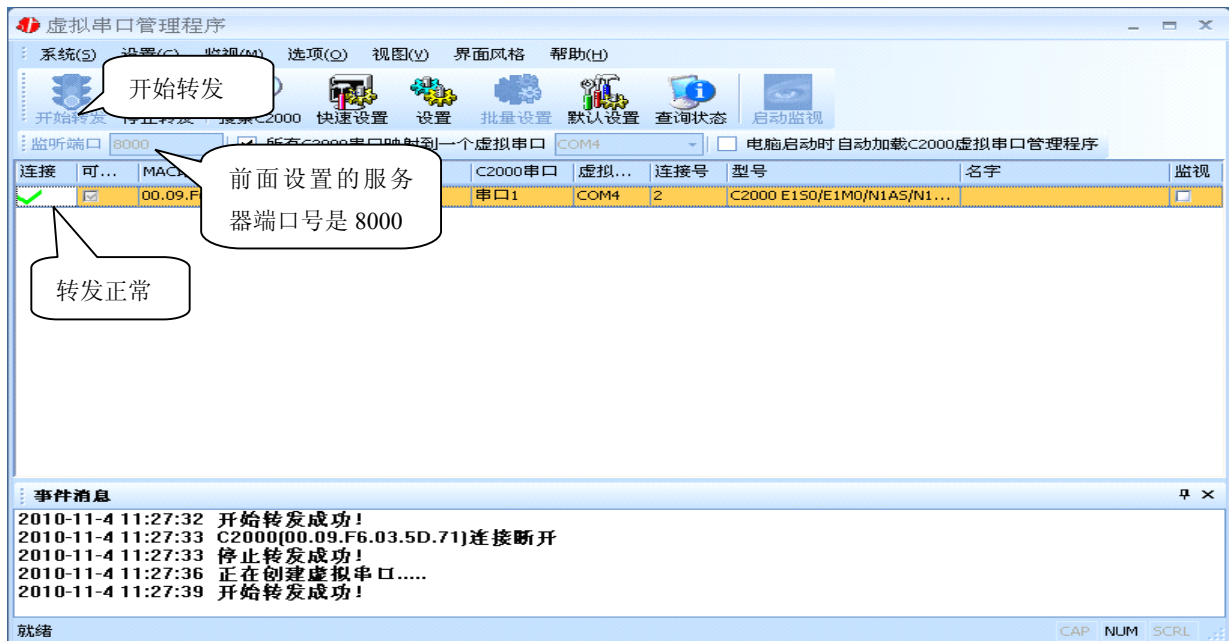 虚拟串口管理程序
系统(S) 设置(C) 监视(M) 选项(O) 视图(V) 界面风格 帮助(H)
开始转发
开始转发 停止转发 搜索C2000 快速设置 设置 批量设置 默认设置 查询状态 启动监视
监听端口 8000 所有C2000串口映射到一个虚拟串口 COM4 电脑启动时自动加载C2000虚拟串口管理程序
连接 可... MAC C2000串口 虚拟... 连接号 型号 名字 监视
00.09.F 串口1 COM4 2 C2000 E1S0/E1M0/N1A5/N1...
前面设置的服务
器端口号是 8000
转发正常
事件消息
2010-11-4 11:27:32 开始转发成功!
2010-11-4 11:27:33 C2000(00.09.F6.03.5D.71)连接断开
2010-11-4 11:27:33 停止转发成功!
2010-11-4 11:27:36 正在创建虚拟串口.....
2010-11-4 11:27:39 开始转发成功!
就绪
CAP NUM SCRL